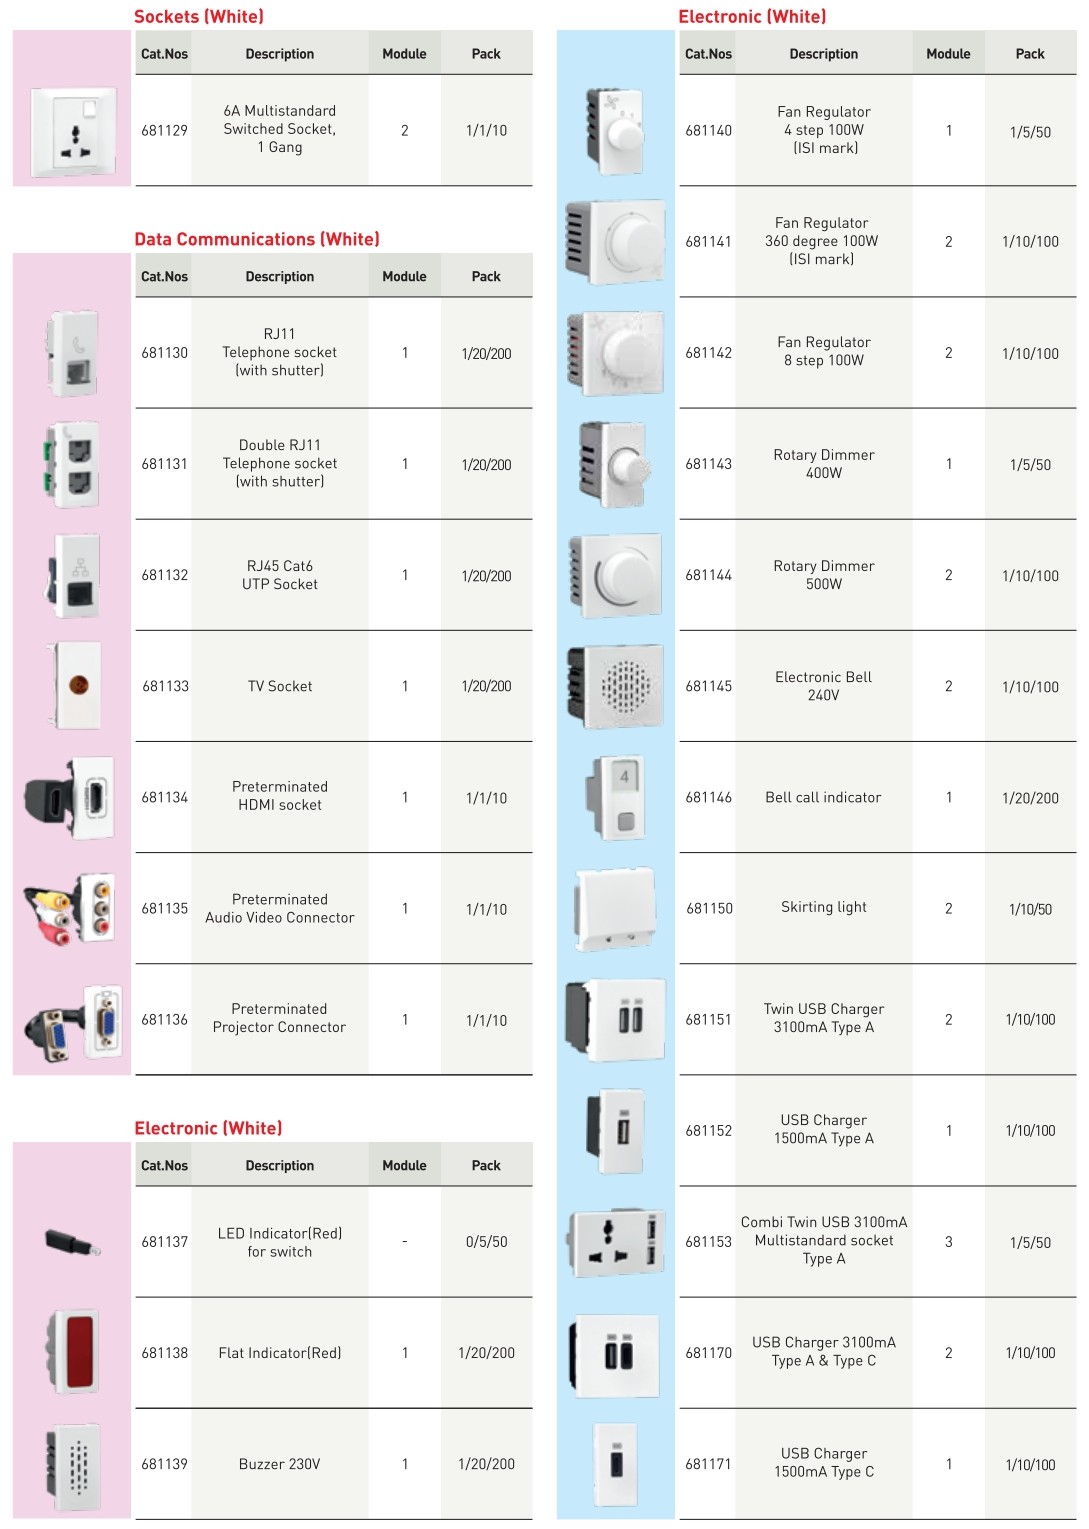 Sockets (White)
Cat.Nos Description Module Pack
681129 6A Multistandard Switched Socket, 1 Gang 2 1/1/10
Data Communications (White)
Cat.Nos Description Module Pack
681130 RJ11 Telephone socket (with shutter) 1 1/20/200
681131 Double RJ11 Telephone socket (with shutter) 1 1/20/200
681132 RJ45 Cat6 UTP Socket 1 1/20/200
681133 TV Socket 1 1/20/200
681134 Preterminated HDMI socket 1 1/1/10
681135 Preterminated Audio Video Connector 1 1/1/10
681136 Preterminated Projector Connector 1 1/1/10
Electronic (White)
Cat.Nos Description Module Pack
681137 LED Indicator(Red) for switch - 0/5/50
681138 Flat Indicator(Red) 1 1/20/200
681139 Buzzer 230V 1 1/20/200
Electronic (White)
Cat.Nos Description Module Pack
681140 Fan Regulator 4 step 100W (ISI mark) 1 1/5/50
681141 Fan Regulator 360 degree 100W (ISI mark) 2 1/10/100
681142 Fan Regulator 8 step 100W 2 1/10/100
681143 Rotary Dimmer 400W 1 1/5/50
681144 Rotary Dimmer 500W 2 1/10/100
681145 Electronic Bell 240V 2 1/10/100
4
681146 Bell call indicator 1 1/20/200
681150 Skirting light 2 1/10/50
681151 Twin USB Charger 3100mA Type A 2 1/10/100
681152 USB Charger 1500mA Type A 1 1/10/100
681153 Combi Twin USB 3100mA Multistandard socket Type A 3 1/5/50
681170 USB Charger 3100mA Type A & Type C 2 1/10/100
681171 USB Charger 1500mA Type C 1 1/10/100